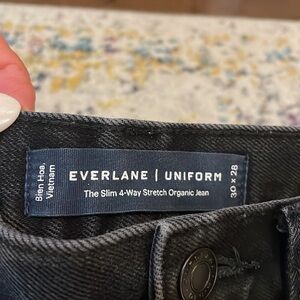 Bien Hoa,
Vietnam
EVERLANE | UNIFORM
The Slim 4-Way Stretch Organic Jean
30 x 28